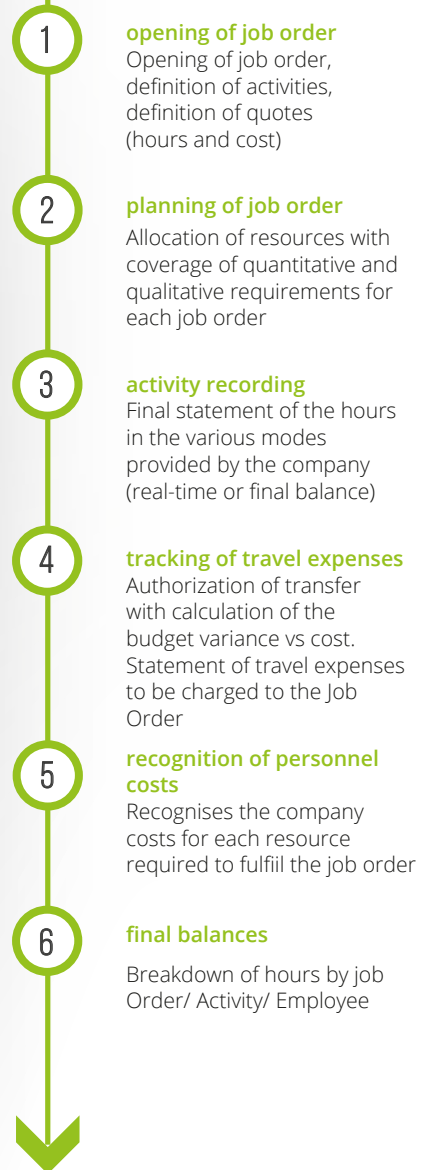 1
opening of job order
Opening of job order,
definition of activities,
definition of quotes
(hours and cost)
2
planning of job order
Allocation of resources with
coverage of quantitative and
qualitative requirements for
each job order
3
activity recording
Final statement of the hours
in the various modes
provided by the company
(real-time or final balance)
4
tracking of travel expenses
Authorization of transfer
with calculation of the
budget variance vs cost.
Statement of travel expenses
to be charged to the Job
Order
5
recognition of personnel
costs
Recognises the company
costs for each resource
required to fulfiil the job order
6
final balances
Breakdown of hours by job
Order/ Activity/ Employee